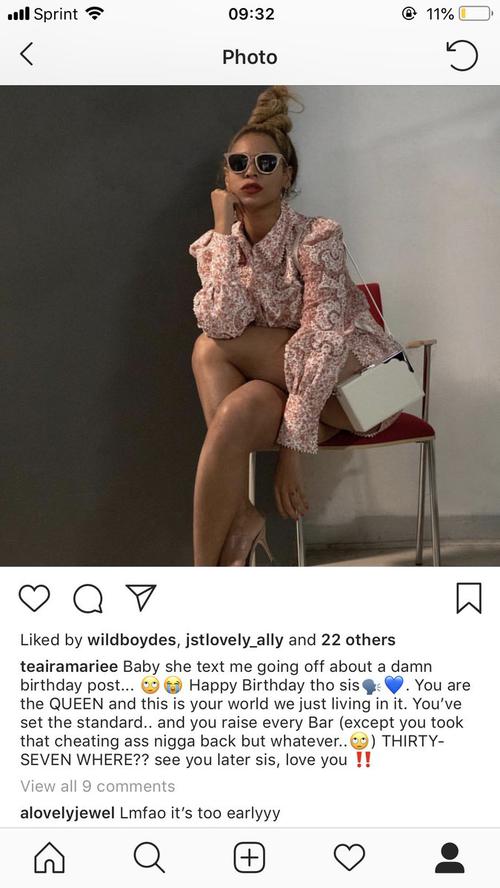 Sprint 09:32 11%
Photo
Liked by wildboydes, jstlovely_ally and 22 others
teairamariee Baby she text me going off about a damn
birthday post... 🙄😭 Happy Birthday tho sis🗣💙. You are
the QUEEN and this is your world we just living in it. You’ve
set the standard.. and you raise every Bar (except you took
that cheating ass nigga back but whatever..🙄) THIRTY-
SEVEN WHERE?? see you later sis, love you ‼️
View all 9 comments
alovelyjewel Lmfao it’s too earlyyy